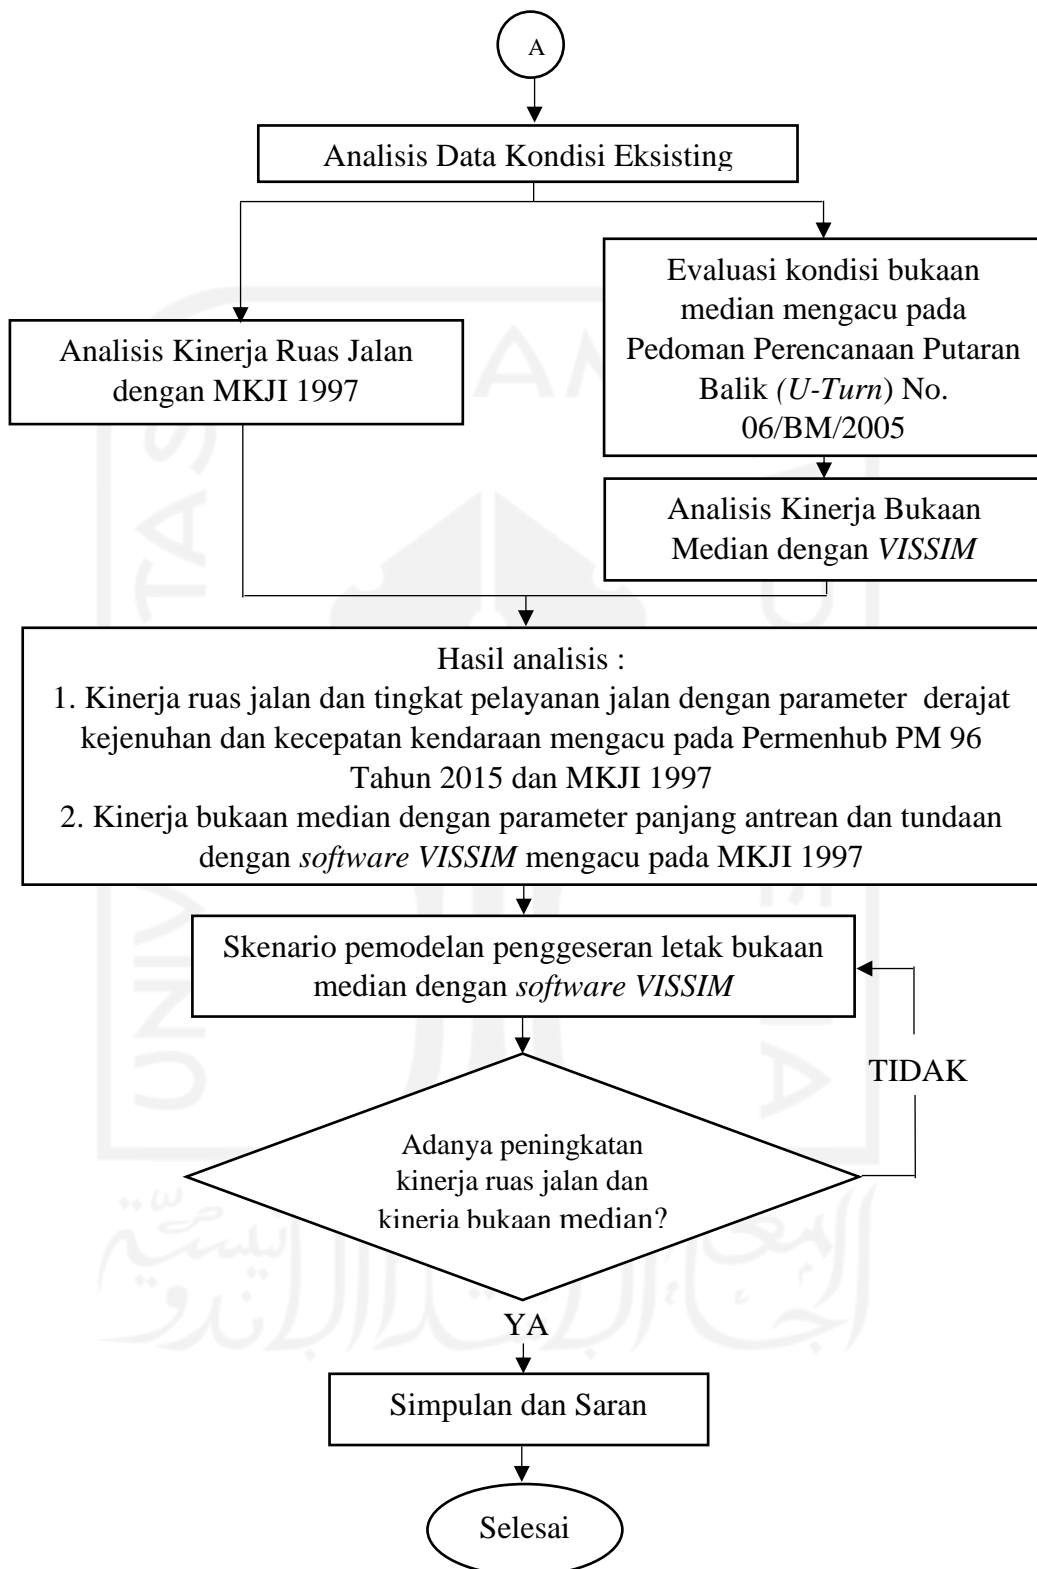 A
Analisis Data Kondisi Eksisting
Evaluasi kondisi bukaan
median mengacu pada
Pedoman Perencanaan Putaran
Balik (U-Turn) No.
06/BM/2005
Analisis Kinerja Ruas Jalan
dengan MKJI 1997
Analisis Kinerja Bukaan
Median dengan VISSIM
Hasil analisis :
1. Kinerja ruas jalan dan tingkat pelayanan jalan dengan parameter derajat
kejenuhan dan kecepatan kendaraan mengacu pada Permenhub PM 96
Tahun 2015 dan MKJI 1997
2. Kinerja bukaan median dengan parameter panjang antrean dan tundaan
dengan software VISSIM mengacu pada MKJI 1997
Skenario pemodelan penggeseran letak bukaan
median dengan software VISSIM
TIDAK
Adanya peningkatan
kinerja ruas jalan dan
kinerja bukaan median?
YA
Simpulan dan Saran
Selesai